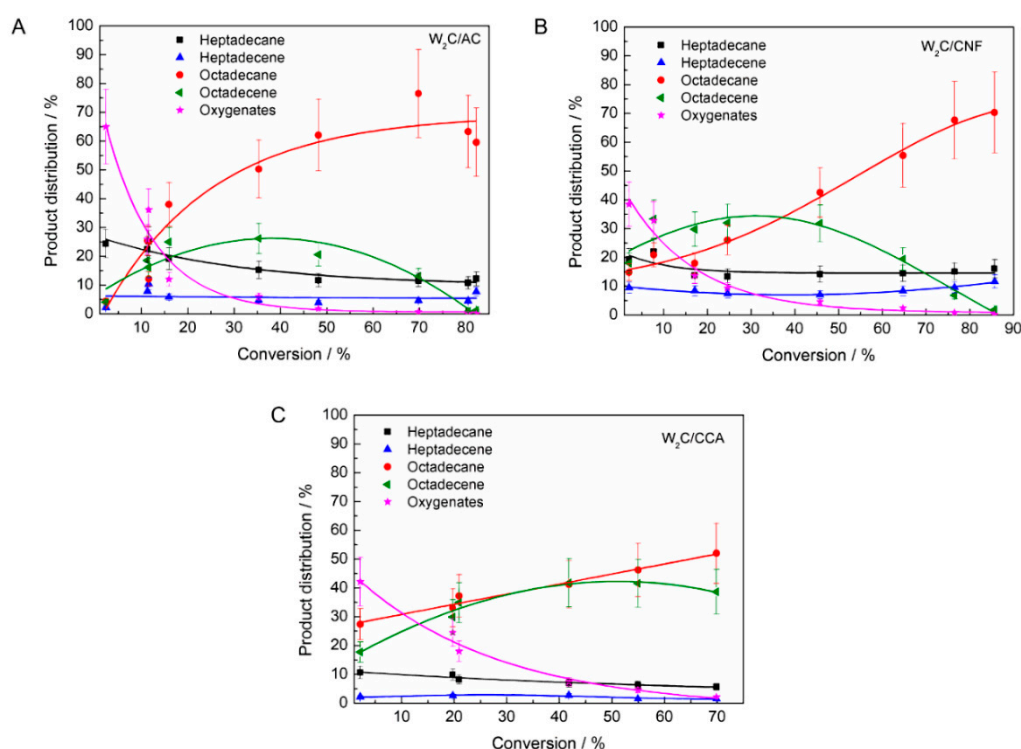 A
W₂C/AC
Heptadecane
Heptadecene
Octadecane
Octadecene
Oxygenates
Product distribution / %
100
90
80
70
60
50
40
30
20
10
0
10 20 30 40 50 60 70 80
Conversion / %
B
W₂C/CNF
Heptadecane
Heptadecene
Octadecane
Octadecene
Oxygenates
Product distribution / %
100
90
80
70
60
50
40
30
20
10
0
10 20 30 40 50 60 70 80 90
Conversion / %
C
W₂C/CCA
Heptadecane
Heptadecene
Octadecane
Octadecene
Oxygenates
Product distribution / %
100
90
80
70
60
50
40
30
20
10
0
10 20 30 40 50 60 70
Conversion / %